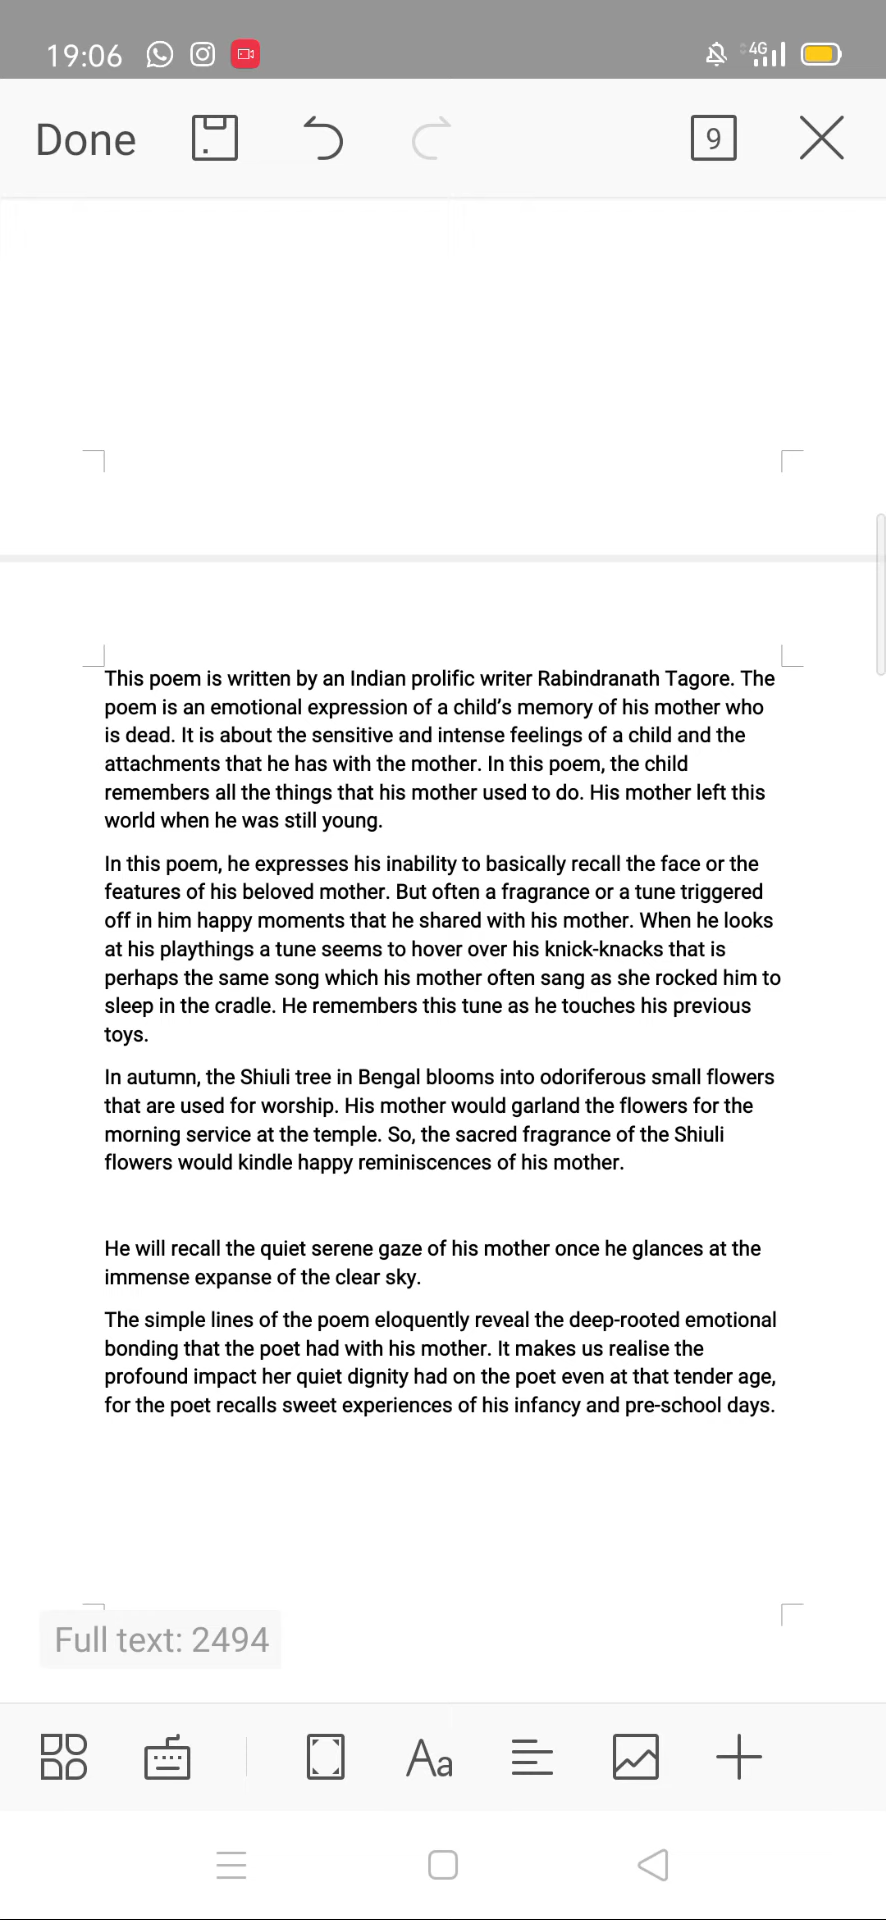 19:06
4G
Done
9
This poem is written by an Indian prolific writer Rabindranath Tagore. The
poem is an emotional expression of a child’s memory of his mother who
is dead. It is about the sensitive and intense feelings of a child and the
attachments that he has with the mother. In this poem, the child
remembers all the things that his mother used to do. His mother left this
world when he was still young.
In this poem, he expresses his inability to basically recall the face or the
features of his beloved mother. But often a fragrance or a tune triggered
off in him happy moments that he shared with his mother. When he looks
at his playthings a tune seems to hover over his knick-knacks that is
perhaps the same song which his mother often sang as she rocked him to
sleep in the cradle. He remembers this tune as he touches his previous
toys.
In autumn, the Shiuli tree in Bengal blooms into odoriferous small flowers
that are used for worship. His mother would garland the flowers for the
morning service at the temple. So, the sacred fragrance of the Shiuli
flowers would kindle happy reminiscences of his mother.
He will recall the quiet serene gaze of his mother once he glances at the
immense expanse of the clear sky.
The simple lines of the poem eloquently reveal the deep-rooted emotional
bonding that the poet had with his mother. It makes us realise the
profound impact her quiet dignity had on the poet even at that tender age,
for the poet recalls sweet experiences of his infancy and pre-school days.
Full text: 2494
Aa